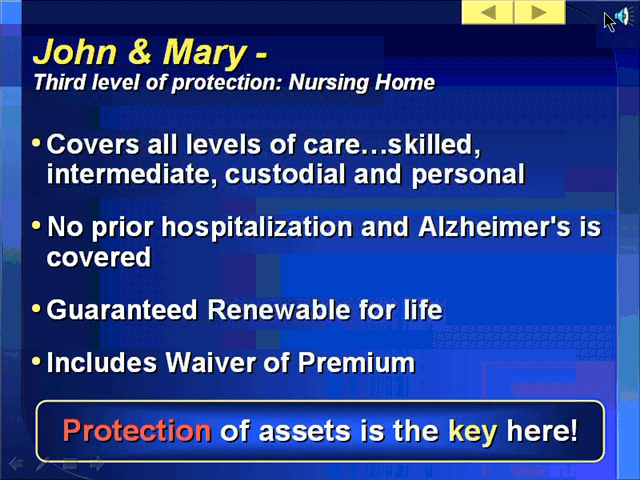 John & Mary -
Third level of protection: Nursing Home
• Covers all levels of care…skilled,
intermediate, custodial and personal
• No prior hospitalization and Alzheimer's is
covered
• Guaranteed Renewable for life
• Includes Waiver of Premium
Protection of assets is the key here!